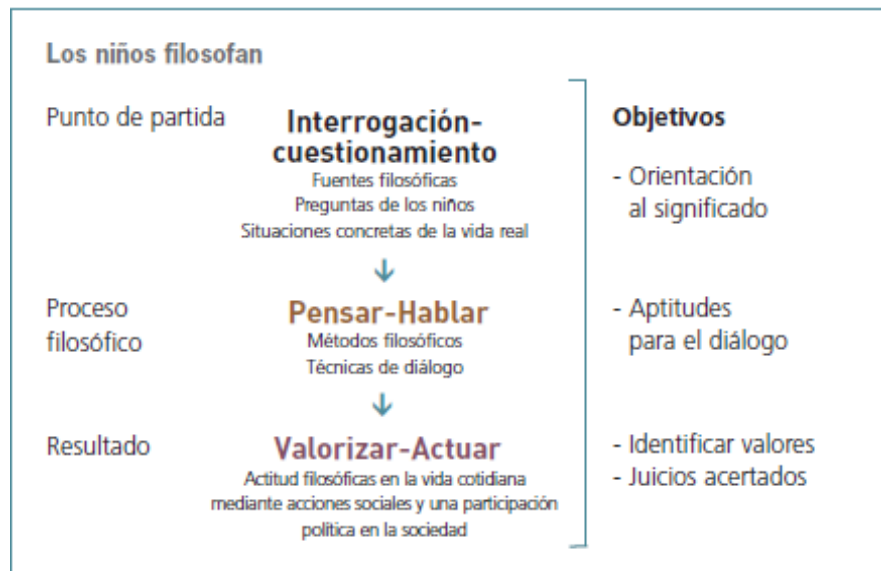 Los niños filosofan
Punto de partida
Interrogación-
cuestionamiento
Fuentes filosóficas
Preguntas de los niños
Situaciones concretas de la vida real
Objetivos
- Orientación
al significado
↓
Proceso
filosófico
Pensar-Hablar
Métodos filosóficos
Técnicas de diálogo
- Aptitudes
para el diálogo
↓
Resultado
Valorizar-Actuar
Actitud filosóficas en la vida cotidiana
mediante acciones sociales y una participación
política en la sociedad
- Identificar valores
- Juicios acertados